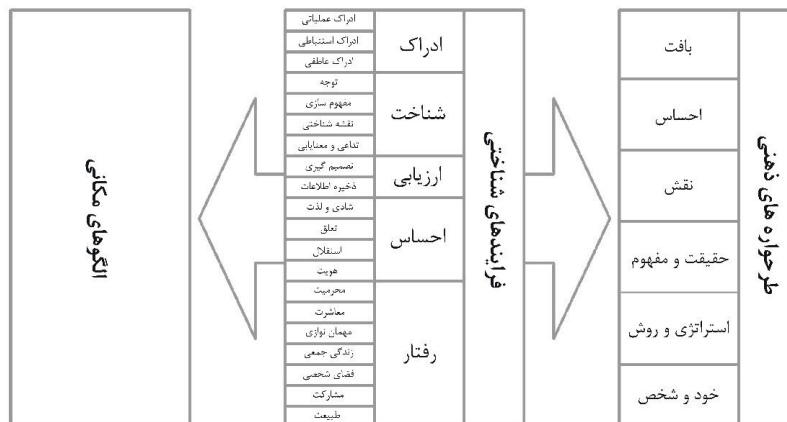 طرحواره های ذهنی
بافت
احساس
نقش
حقیقت و مفهوم
استراتژی و روش
خود و شخص
فرایندهای شناختی
ادراک
ادراک عملیاتی
ادراک استنباطی
ادراک عاطفی
شناخت
توجه
مفهوم سازی
نقشه شناختی
تداعی و معنایابی
ارزیابی
تصمیم گیری
ذخیره اطلاعات
احساس
شادی و لذت
تعلق
استقلال
هویت
رفتار
محرمیت
معاشرت
مهمان نوازی
زندگی جمعی
فضای شخصی
مشارکت
طبیعت
الگوهای مکانی